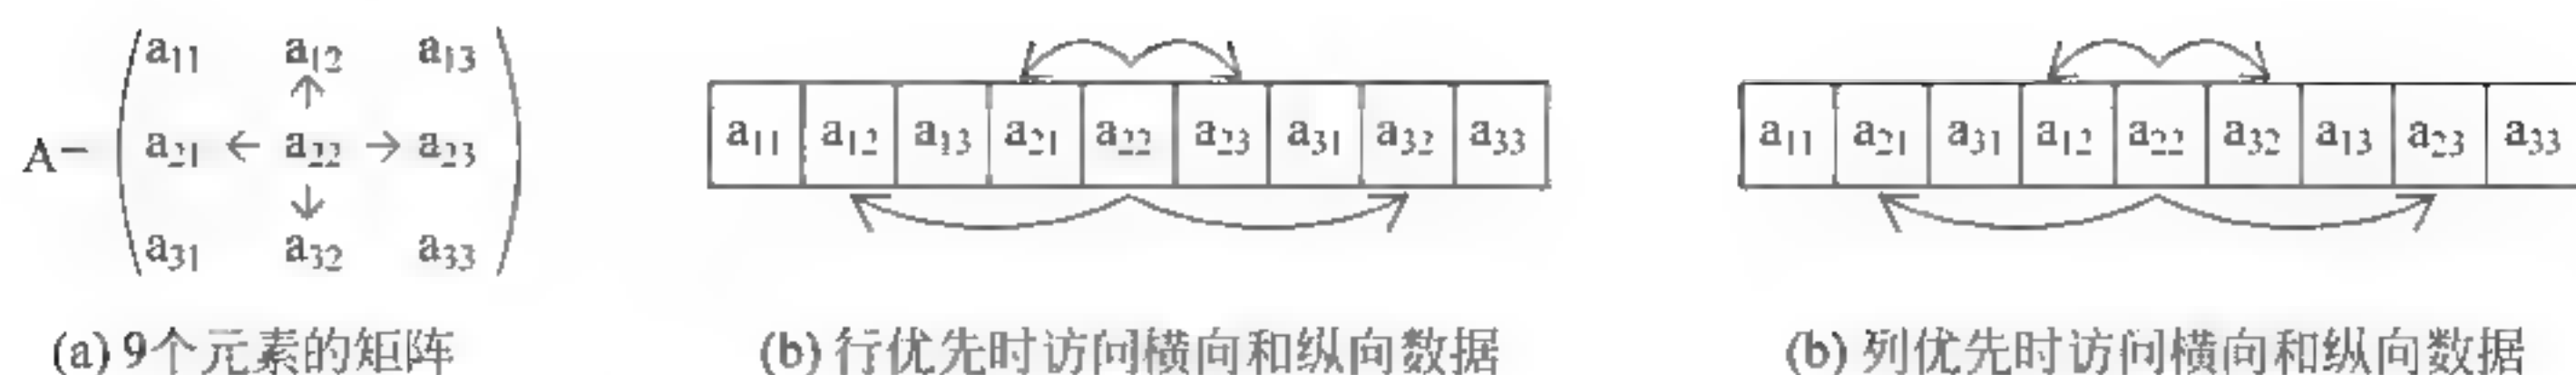 a₁₁ a₁₂ a₁₃
A− a₂₁ ← a₂₂ → a₂₃
a₃₁ a₃₂ a₃₃
(a) 9个元素的矩阵
a₁₁ a₁₂ a₁₃ a₂₁ a₂₂ a₂₃ a₃₁ a₃₂ a₃₃
(b) 行优先时访问横向和纵向数据
a₁₁ a₂₁ a₃₁ a₁₂ a₂₂ a₃₂ a₁₃ a₂₃ a₃₃
(b) 列优先时访问横向和纵向数据